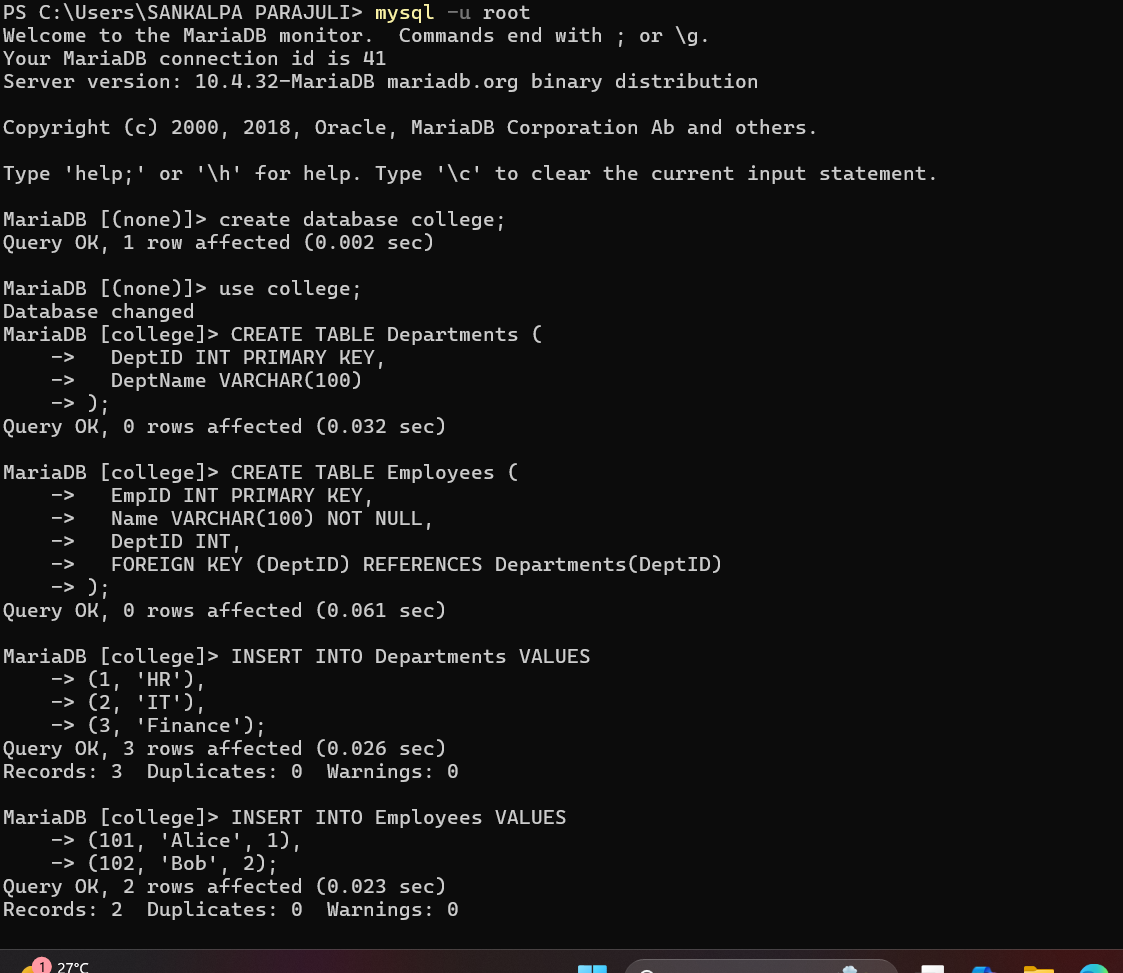 PS C:\Users\SANKALPA PARAJULI> mysql -u root
Welcome to the MariaDB monitor.  Commands end with ; or \g.
Your MariaDB connection id is 41
Server version: 10.4.32-MariaDB mariadb.org binary distribution

Copyright (c) 2000, 2018, Oracle, MariaDB Corporation Ab and others.

Type 'help;' or '\h' for help. Type '\c' to clear the current input statement.

MariaDB [(none)]> create database college;
Query OK, 1 row affected (0.002 sec)

MariaDB [(none)]> use college;
Database changed
MariaDB [college]> CREATE TABLE Departments (
    ->   DeptID INT PRIMARY KEY,
    ->   DeptName VARCHAR(100)
    -> );
Query OK, 0 rows affected (0.032 sec)

MariaDB [college]> CREATE TABLE Employees (
    ->   EmpID INT PRIMARY KEY,
    ->   Name VARCHAR(100) NOT NULL,
    ->   DeptID INT,
    ->   FOREIGN KEY (DeptID) REFERENCES Departments(DeptID)
    -> );
Query OK, 0 rows affected (0.061 sec)

MariaDB [college]> INSERT INTO Departments VALUES
    -> (1, 'HR'),
    -> (2, 'IT'),
    -> (3, 'Finance');
Query OK, 3 rows affected (0.026 sec)
Records: 3  Duplicates: 0  Warnings: 0

MariaDB [college]> INSERT INTO Employees VALUES
    -> (101, 'Alice', 1),
    -> (102, 'Bob', 2);
Query OK, 2 rows affected (0.023 sec)
Records: 2  Duplicates: 0  Warnings: 0

1 27°C